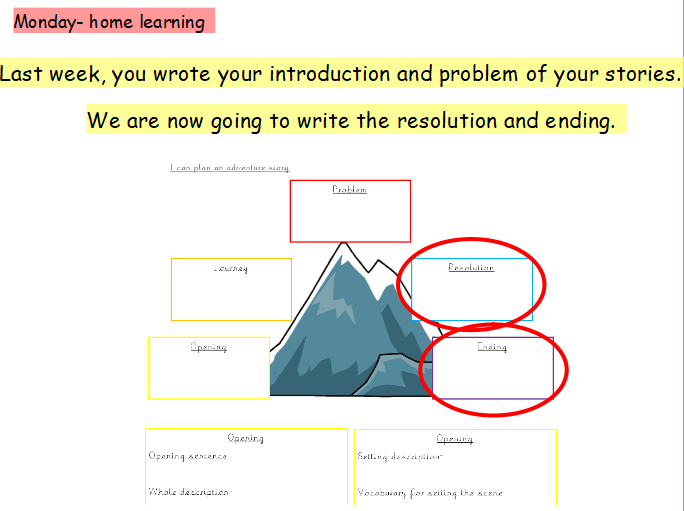 Monday- home learning
Last week, you wrote your introduction and problem of your stories.
We are now going to write the resolution and ending.
I can plan an adventure story.
Problem
Journey
Resolution
Opening
Ending
Opening
Opening sentence
Whole description-
Opening
Setting description-
Vocabulary for setting the scene-